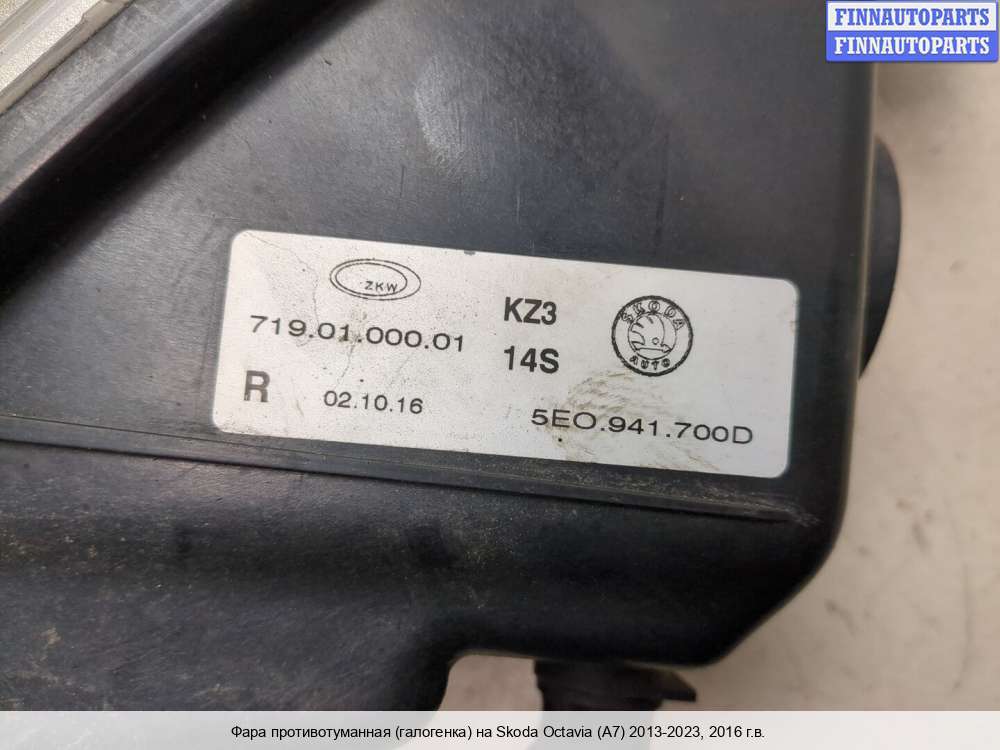 FINNAUTOPARTS
FINNAUTOPARTS
ZKW
KZ3
SKODA
AUTO
719.01.000.01
14S
R
02.10.16
5EO.941.700D
Фара противотуманная (галогенка) на Skoda Octavia (A7) 2013-2023, 2016 г.в.